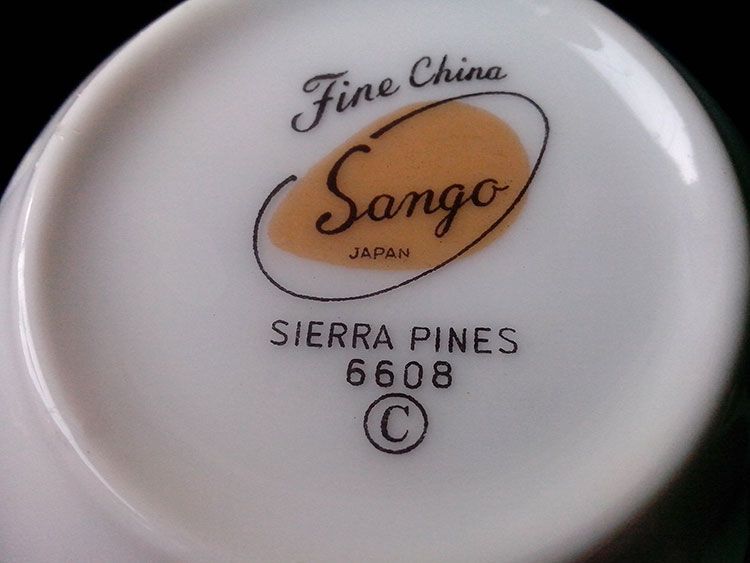 Fine China
Sango
JAPAN
SIERRA PINES
6608
©